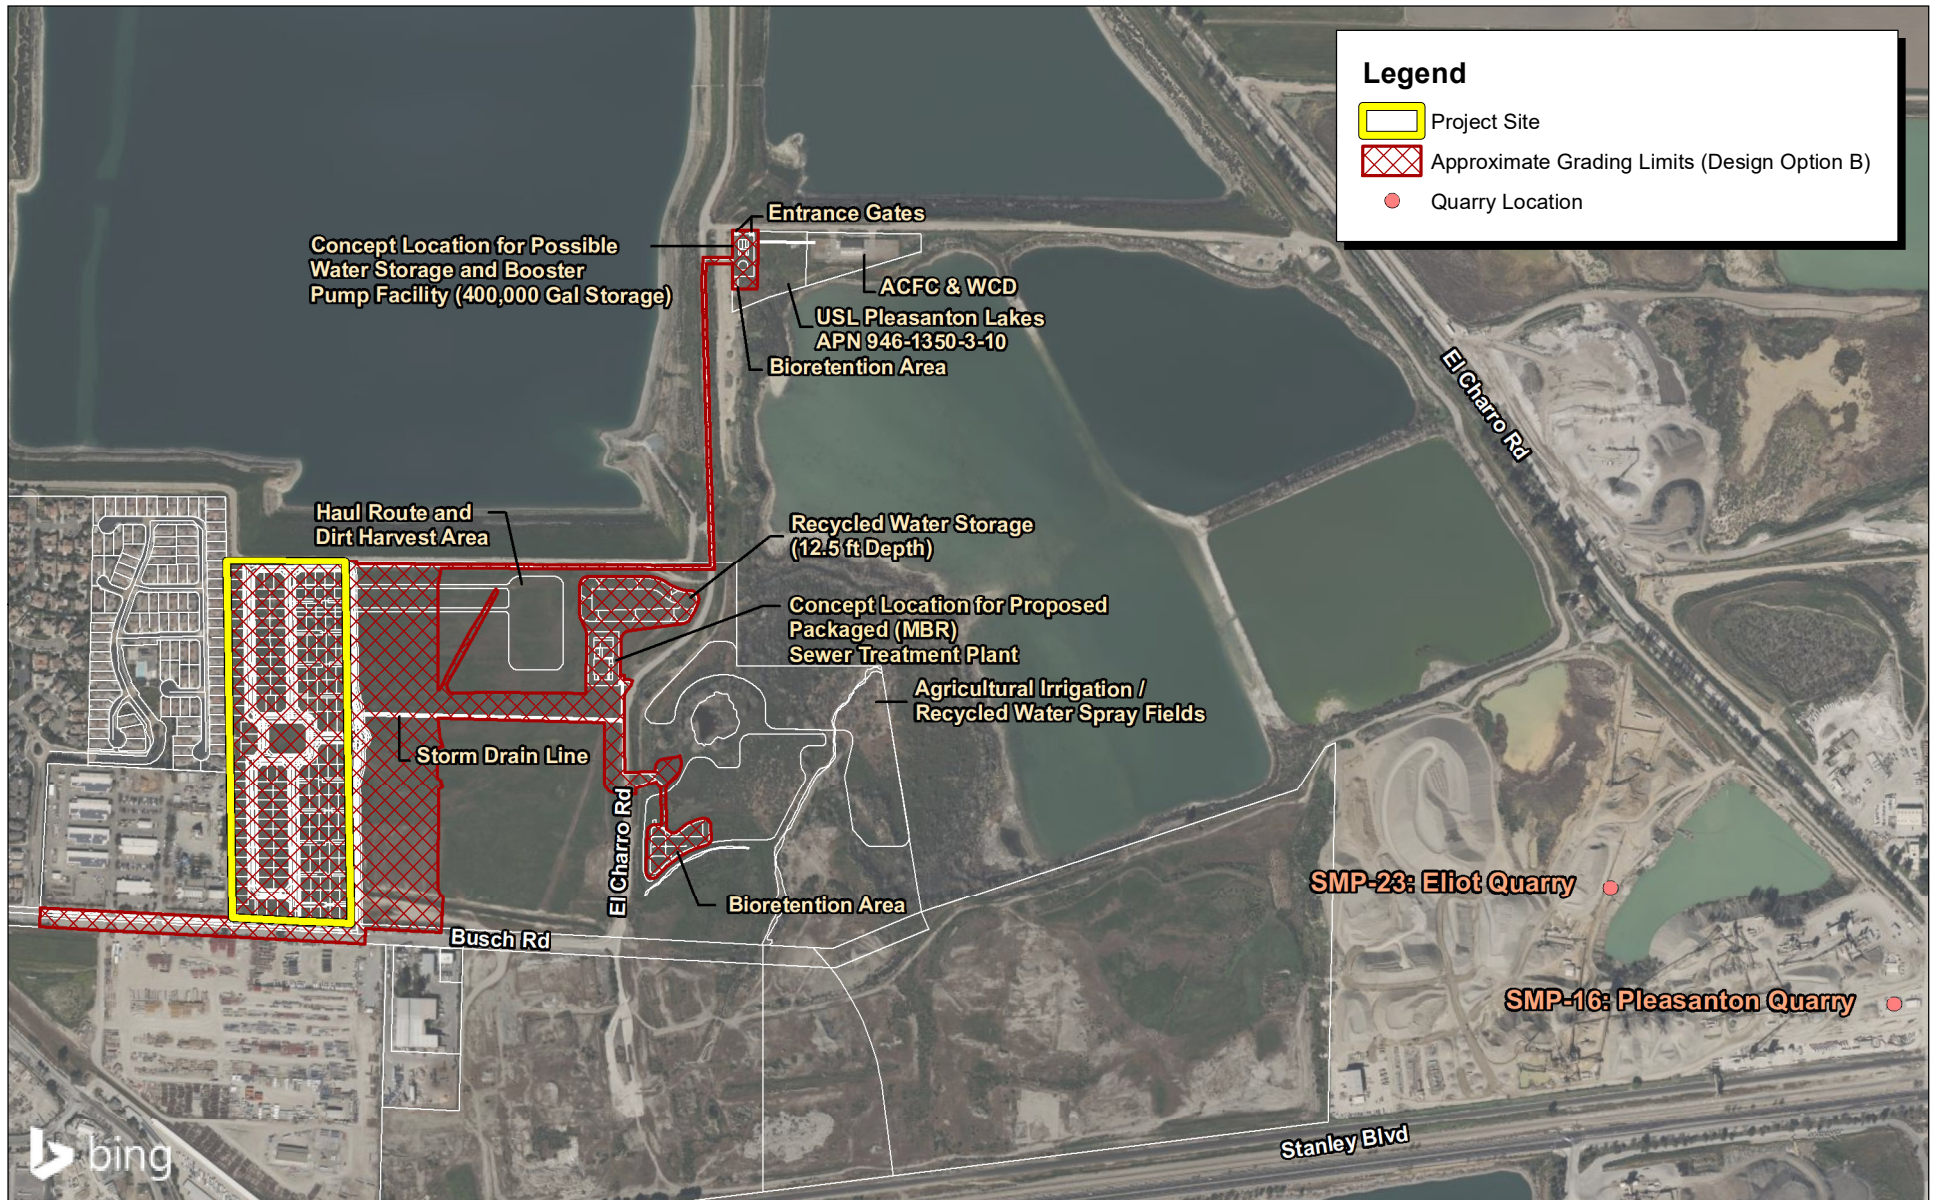 Legend
Project Site
Approximate Grading Limits (Design Option B)
Quarry Location
Entrance Gates
Concept Location for Possible
Water Storage and Booster
Pump Facility (400,000 Gal Storage)
ACFC & WCD
USL Pleasanton Lakes
APN 946-1350-3-10
Bioretention Area
El Charro Rd
Haul Route and
Dirt Harvest Area
Recycled Water Storage
(12.5 ft Depth)
Concept Location for Proposed
Packaged (MBR)
Sewer Treatment Plant
Agricultural Irrigation /
Recycled Water Spray Fields
Storm Drain Line
El Charro Rd
Bioretention Area
Busch Rd
SMP-23: Eliot Quarry
SMP-16: Pleasanton Quarry
Stanley Blvd
bing